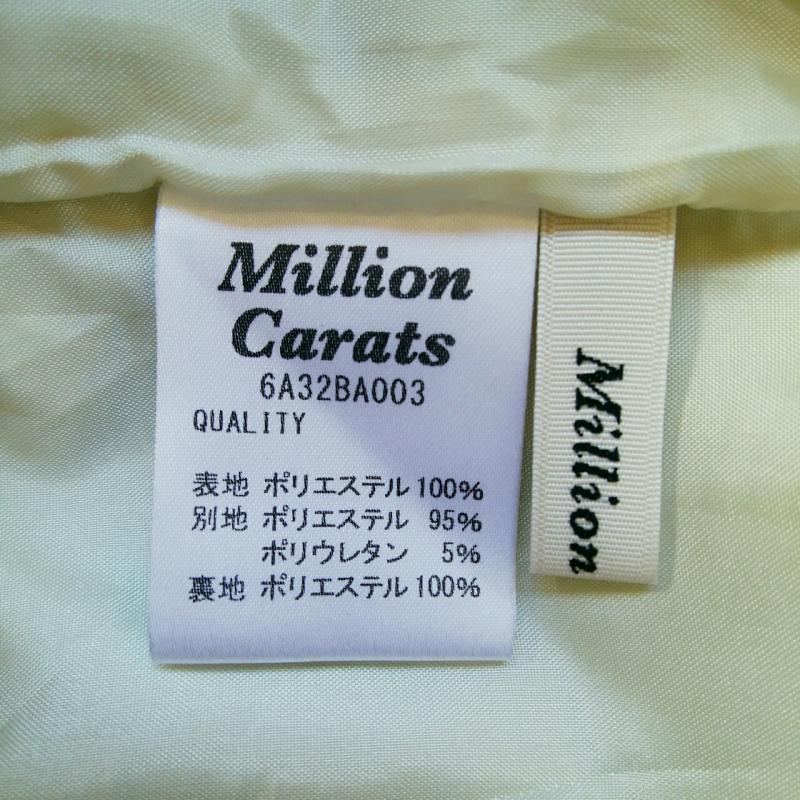 Million
Carats
6A32BA003
QUALITY
表地 ポリエステル 100%
別地 ポリエステル 95%
ポリウレタン 5%
裏地 ポリエステル 100%
Million